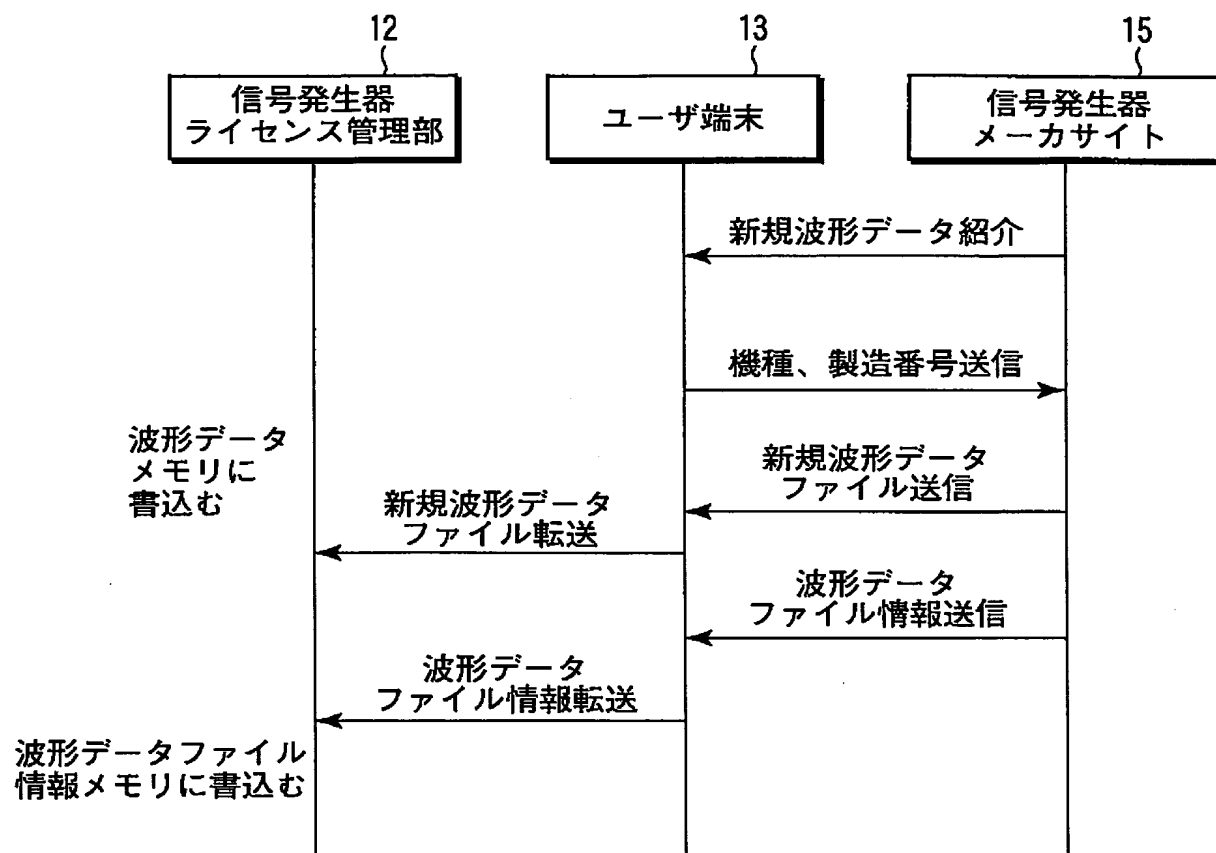 12
13
15
信号発生器
ライセンス管理部
ユーザ端末
信号発生器
メーカサイト
新規波形データ紹介
機種、製造番号送信
波形データ
メモリに
書込む
新規波形データ
ファイル送信
新規波形データ
ファイル転送
波形データ
ファイル情報送信
波形データ
ファイル情報転送
波形データファイル
情報メモリに書込む